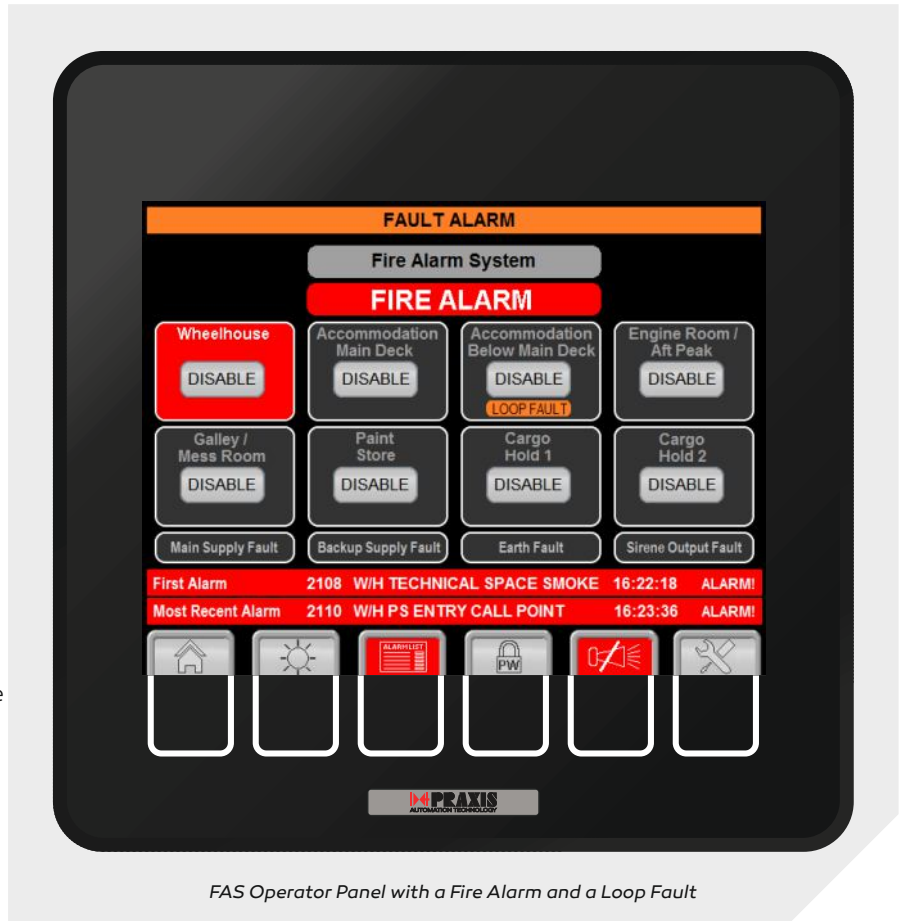 FAULT ALARM
Fire Alarm System
FIRE ALARM
Wheelhouse
DISABLE
Accommodation
Main Deck
DISABLE
Accommodation
Below Main Deck
DISABLE
LOOP FAULT
Engine Room /
Aft Peak
DISABLE
Galley /
Mess Room
DISABLE
Paint
Store
DISABLE
Cargo
Hold 1
DISABLE
Cargo
Hold 2
DISABLE
Main Supply Fault
Backup Supply Fault
Earth Fault
Sirene Output Fault
First Alarm 2108 W/H TECHNICAL SPACE SMOKE 16:22:18 ALARM!
Most Recent Alarm 2110 W/H PS ENTRY CALL POINT 16:23:36 ALARM!
ALARM LIST
PW
e
PRAXIS
AUTOMATION TECHNOLOGY
FAS Operator Panel with a Fire Alarm and a Loop Fault